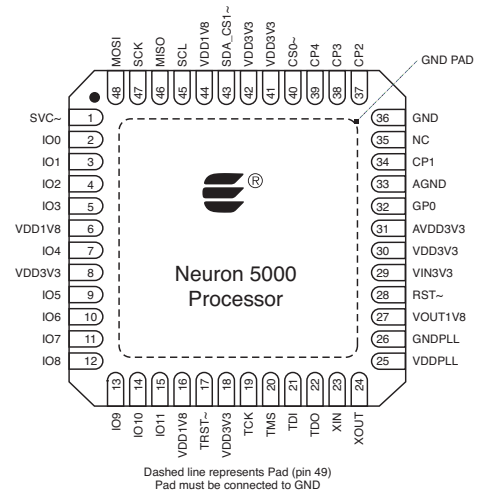 48 MOSI
47 SCK
46 MISO
45 SCL
44 VDD1V8
43 SDA_CS1~
42 VDD3V3
41 VDD3V3
40 CS0~
39 CP4
38 CP3
37 CP2
GND PAD
SVC~ 1
IO0 2
IO1 3
IO2 4
IO3 5
VDD1V8 6
IO4 7
VDD3V3 8
IO5 9
IO6 10
IO7 11
IO8 12
36 GND
35 NC
34 CP1
33 AGND
32 GP0
31 AVDD3V3
30 VDD3V3
29 VIN3V3
28 RST~
27 VOUT1V8
26 GNDPLL
25 VDDPLL
®
Neuron 5000
Processor
13 IO9
14 IO10
15 IO11
16 VDD1V8
17 TRST~
18 VDD3V3
19 TCK
20 TMS
21 TDI
22 TDO
23 XIN
24 XOUT
Dashed line represents Pad (pin 49)
Pad must be connected to GND